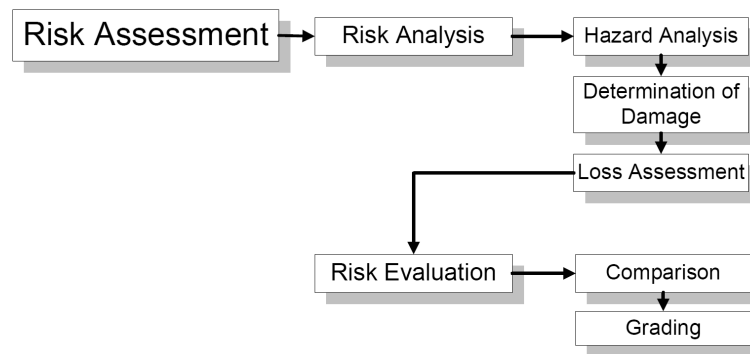 Risk Assessment
Risk Analysis
Hazard Analysis
Determination of
Damage
Loss Assessment
Risk Evaluation
Comparison
Grading